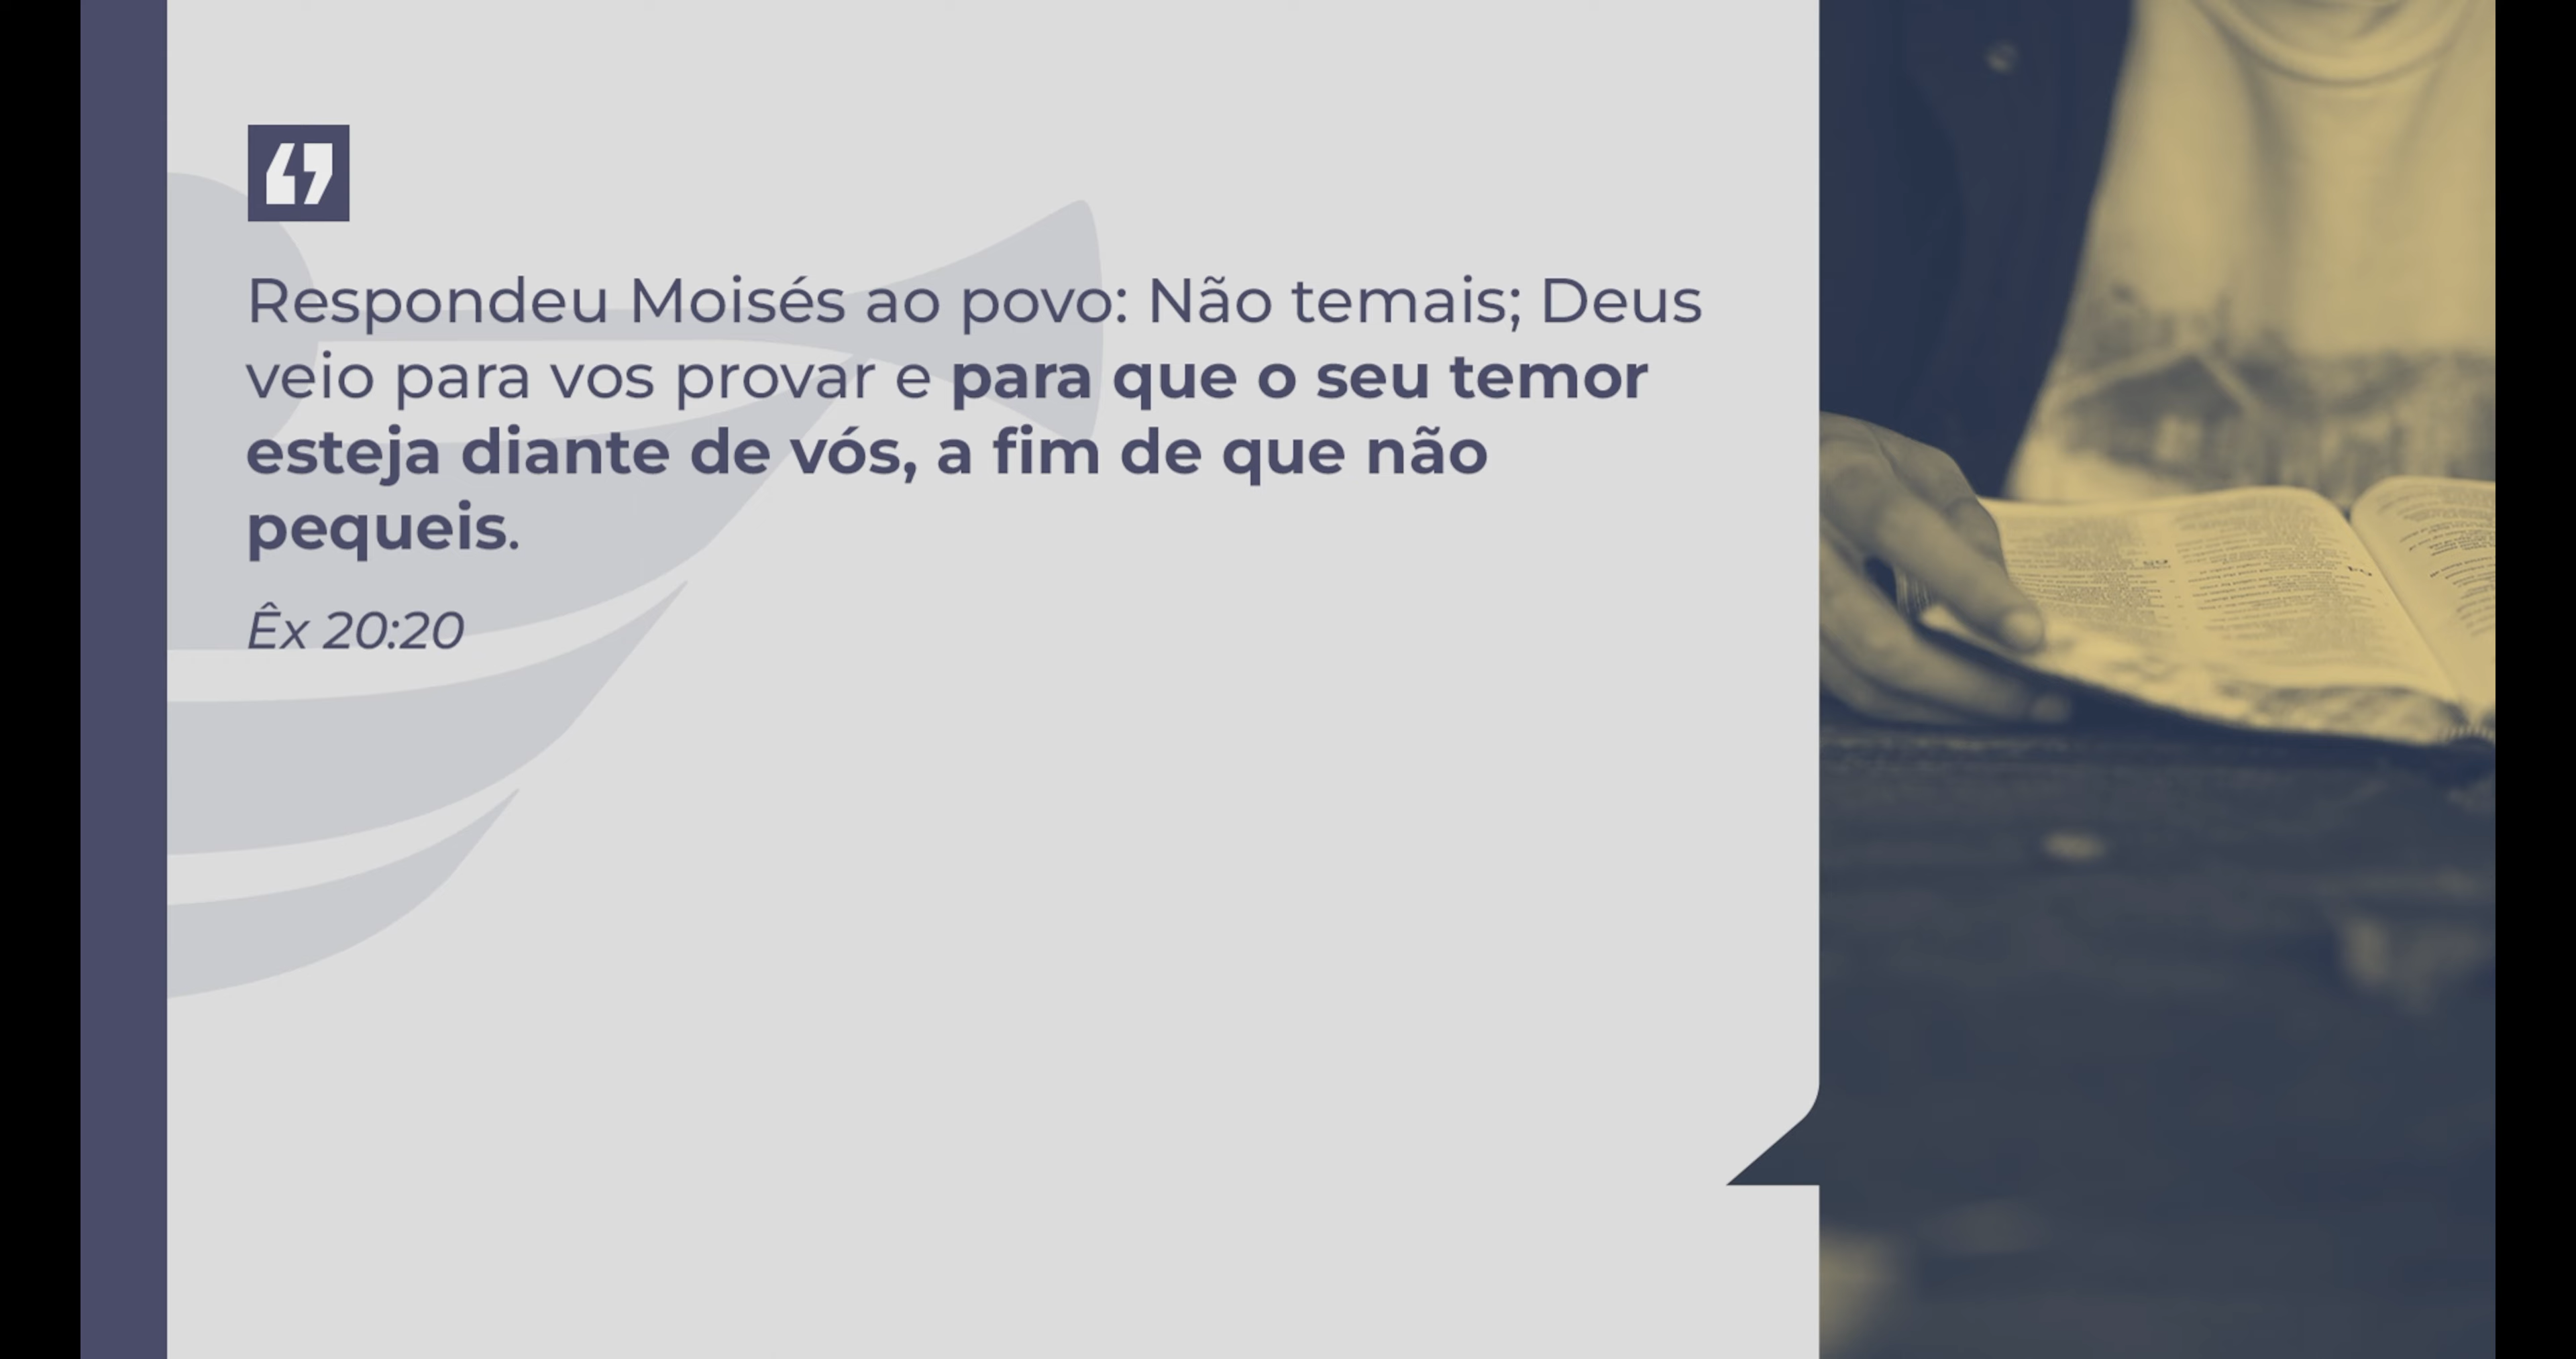 Respondeu Moisés ao povo: Não temais; Deus
veio para vos provar e para que o seu temor
esteja diante de vós, a fim de que não
pequeis.
Êx 20:20